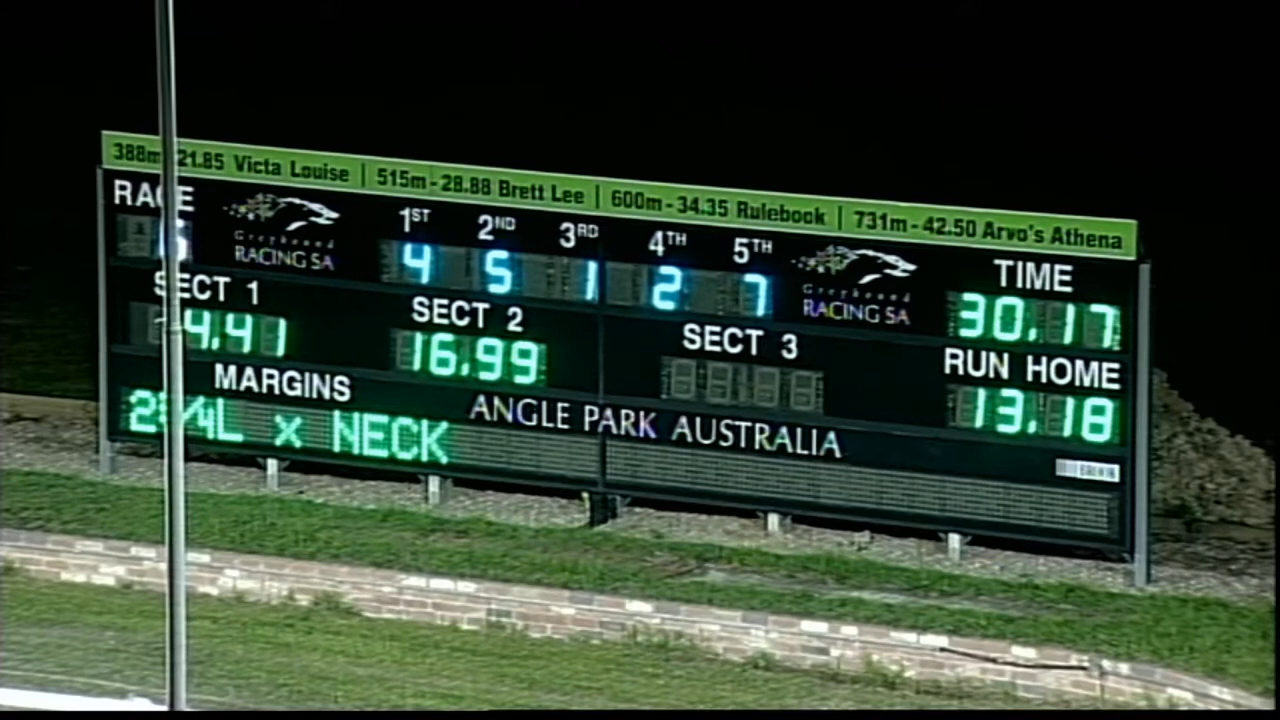 388m 21.85 Victa Louise | 515m - 28.88 Brett Lee | 600m - 34.35 Rulebook | 731m - 42.50 Arvo's Athena
RACE
Greyhound
RACING SA
1ST 2ND 3RD 4TH 5TH
4 5 1 2 7
Greyhound
RACING SA
TIME
30.17
SECT 1
4.41
SECT 2
16.99
SECT 3
RUN HOME
13.18
MARGINS
L x NECK
ANGLE PARK AUSTRALIA